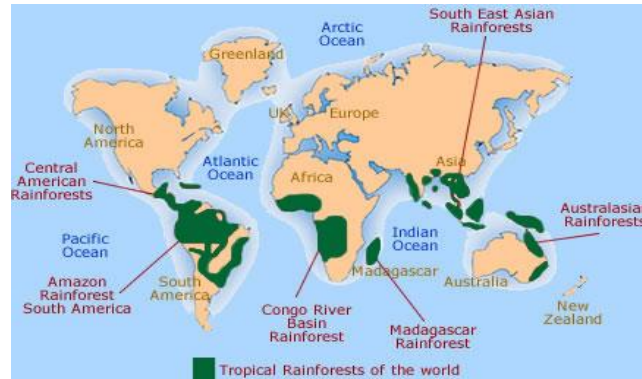 South East Asian
Rainforests
Arctic
Ocean
Greenland
UK
Europe
North
America
Atlantic
Ocean
Asia
Africa
Central
American
Rainforests
Pacific
Ocean
Indian
Ocean
Australasian
Rainforests
Amazon
Rainforest
South America
South
America
Madagascar
Australia
Congo River
Basin
Rainforest
Madagascar
Rainforest
New
Zealand
Tropical Rainforests of the world